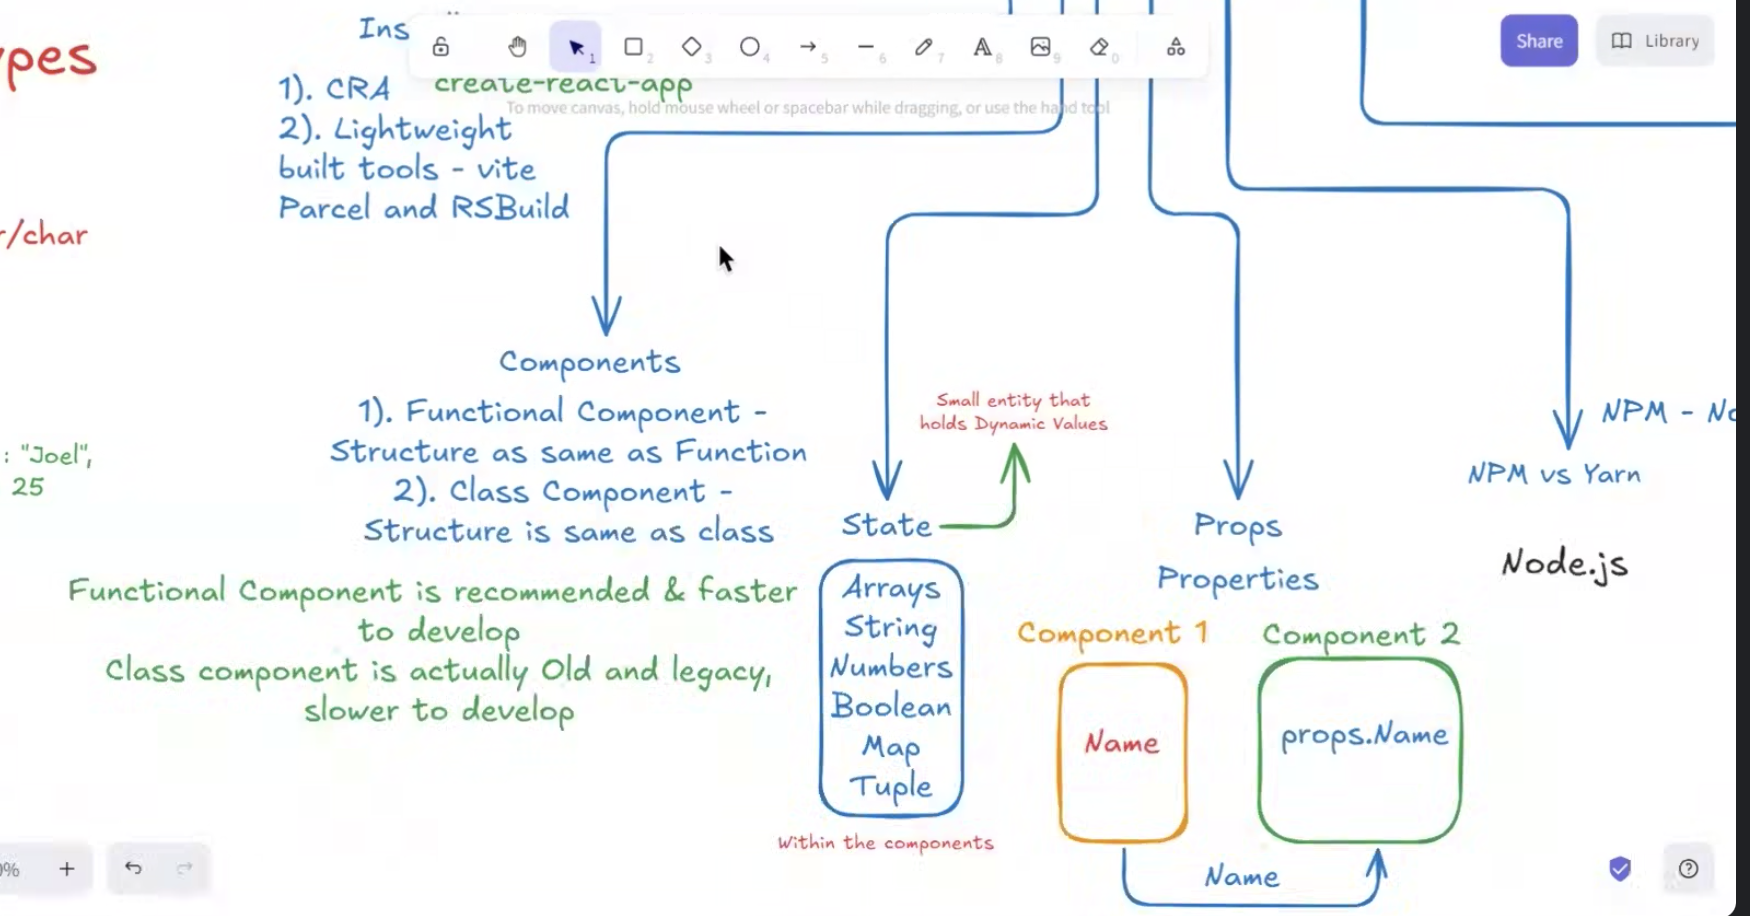 Ins
Share
Library
1
2
3
4
5
6
7
8
9
0
To move canvas, hold mouse wheel or spacebar while dragging, or use the hand tool
ypes
1). CRA create-react-app
2). Lightweight
built tools - vite
Parcel and RSBuild
r/char
: "Joel",
25
Components
1). Functional Component -
Structure as same as Function
2). Class Component -
Structure is same as class
Functional Component is recommended & faster
to develop
Class component is actually Old and legacy,
slower to develop
Small entity that
holds Dynamic Values
State
Arrays
String
Numbers
Boolean
Map
Tuple
Within the components
Props
Properties
Component 1
Component 2
Name
props.Name
Name
NPM - No
NPM vs Yarn
Node.js
%